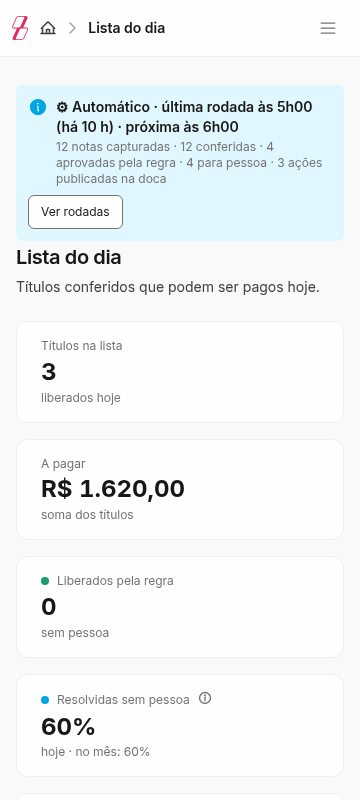 Lista do dia
⚙ Automático · última rodada às 5h00
(há 10 h) · próxima às 6h00
12 notas capturadas · 12 conferidas · 4
aprovadas pela regra · 4 para pessoa · 3 ações
publicadas na doca
Ver rodadas
Lista do dia
Títulos conferidos que podem ser pagos hoje.
Títulos na lista
3
liberados hoje
A pagar
R$ 1.620,00
soma dos títulos
Liberados pela regra
0
sem pessoa
Resolvidas sem pessoa
60%
hoje · no mês: 60%